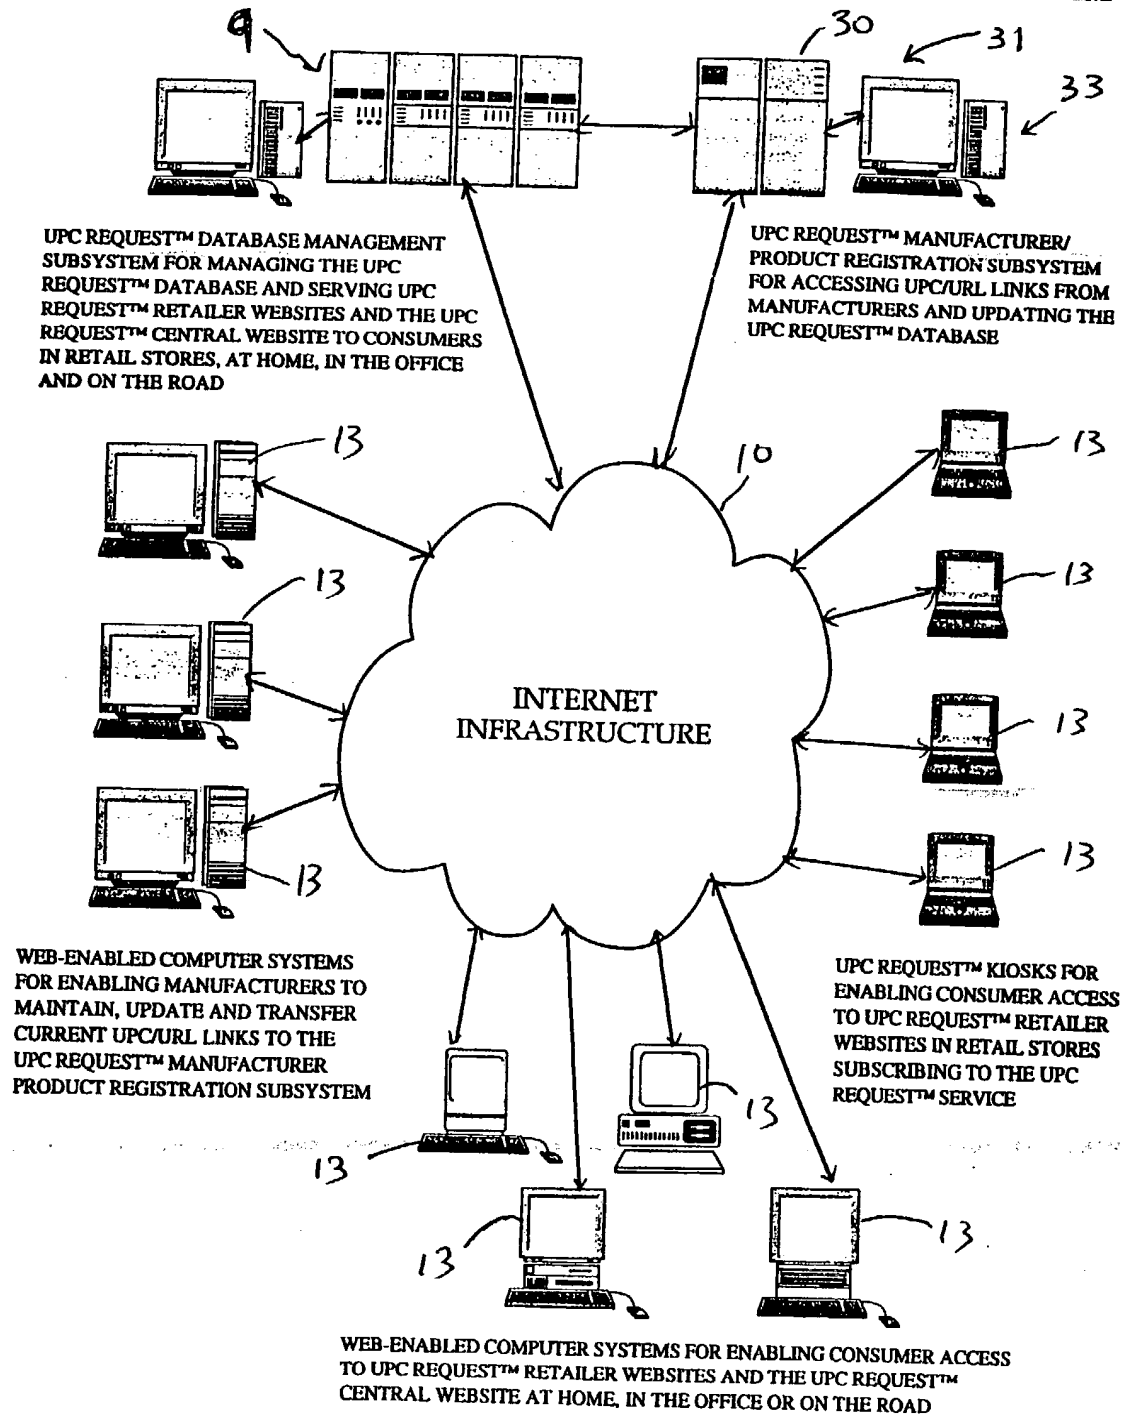 9
30
31
33
UPC REQUEST™ DATABASE MANAGEMENT
SUBSYSTEM FOR MANAGING THE UPC
REQUEST™ DATABASE AND SERVING UPC
REQUEST™ RETAILER WEBSITES AND THE UPC
REQUEST™ CENTRAL WEBSITE TO CONSUMERS
IN RETAIL STORES, AT HOME, IN THE OFFICE
AND ON THE ROAD
UPC REQUEST™ MANUFACTURER/
PRODUCT REGISTRATION SUBSYSTEM
FOR ACCESSING UPC/URL LINKS FROM
MANUFACTURERS AND UPDATING THE
UPC REQUEST™ DATABASE
13
10
13
13
13
INTERNET
INFRASTRUCTURE
13
13
13
WEB-ENABLED COMPUTER SYSTEMS
FOR ENABLING MANUFACTURERS TO
MAINTAIN, UPDATE AND TRANSFER
CURRENT UPC/URL LINKS TO THE
UPC REQUEST™ MANUFACTURER
PRODUCT REGISTRATION SUBSYSTEM
UPC REQUEST™ KIOSKS FOR
ENABLING CONSUMER ACCESS
TO UPC REQUEST™ RETAILER
WEBSITES IN RETAIL STORES
SUBSCRIBING TO THE UPC
REQUEST™ SERVICE
13
13
13
13
WEB-ENABLED COMPUTER SYSTEMS FOR ENABLING CONSUMER ACCESS
TO UPC REQUEST™ RETAILER WEBSITES AND THE UPC REQUEST™
CENTRAL WEBSITE AT HOME, IN THE OFFICE OR ON THE ROAD